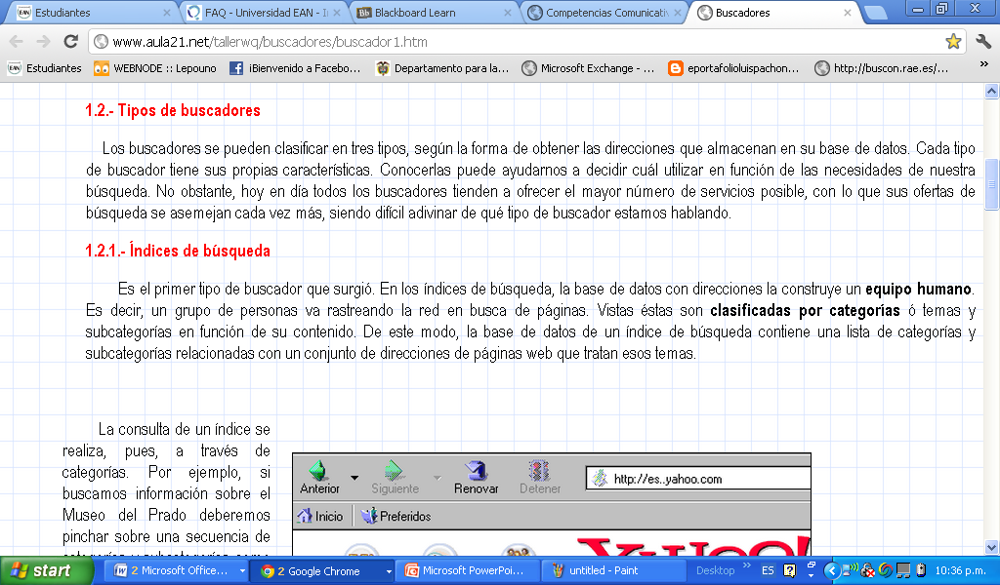 Estudiantes
FAQ - Universidad EAN - In
Blackboard Learn
Competencias Comunicativ
Buscadores
www.aula21.net/tallerwq/buscadores/buscador1.htm
Estudiantes
WEBNODE :: Lepouno
iBienvenido a Facebo...
Departamento para la...
Microsoft Exchange - ...
eportafolioluispachon...
http://buscon.rae.es/...
»
1.2.- Tipos de buscadores
Los buscadores se pueden clasificar en tres tipos, según la forma de obtener las direcciones que almacenan en su base de datos. Cada tipo
de buscador tiene sus propias características. Conocerlas puede ayudarnos a decidir cuál utilizar en función de las necesidades de nuestra
búsqueda. No obstante, hoy en día todos los buscadores tienden a ofrecer el mayor número de servicios posible, con lo que sus ofertas de
búsqueda se asemejan cada vez más, siendo difícil adivinar de qué tipo de buscador estamos hablando.
1.2.1.- Índices de búsqueda
Es el primer tipo de buscador que surgió. En los índices de búsqueda, la base de datos con direcciones la construye un equipo humano.
Es decir, un grupo de personas va rastreando la red en busca de páginas. Vistas éstas son clasificadas por categorías ó temas y
subcategorías en función de su contenido. De este modo, la base de datos de un índice de búsqueda contiene una lista de categorías y
subcategorías relacionadas con un conjunto de direcciones de páginas web que tratan esos temas.
La consulta de un índice se
realiza, pues, a través de
categorías. Por ejemplo, si
buscamos información sobre el
Museo del Prado deberemos
pinchar sobre una secuencia de
categorías y subcategorías como
Anterior
Siguiente
Renovar
Detener
http://es..yahoo.com
Inicio
Preferidos
YAHOO!
start
2 Microsoft Office...
2 Google Chrome
Microsoft PowerPoi...
untitled - Paint
Desktop
»
ES
10:36 p.m.